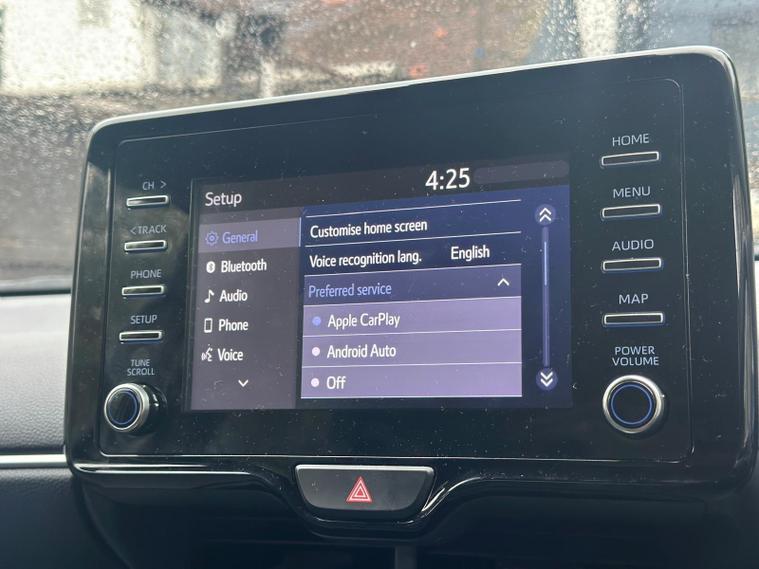 CH >
< TRACK
PHONE
SETUP
TUNE
SCROLL
4:25
Setup
General
Bluetooth
Audio
Phone
Voice
Customise home screen
Voice recognition lang. English
Preferred service
Apple CarPlay
Android Auto
Off
HOME
MENU
AUDIO
MAP
POWER
VOLUME